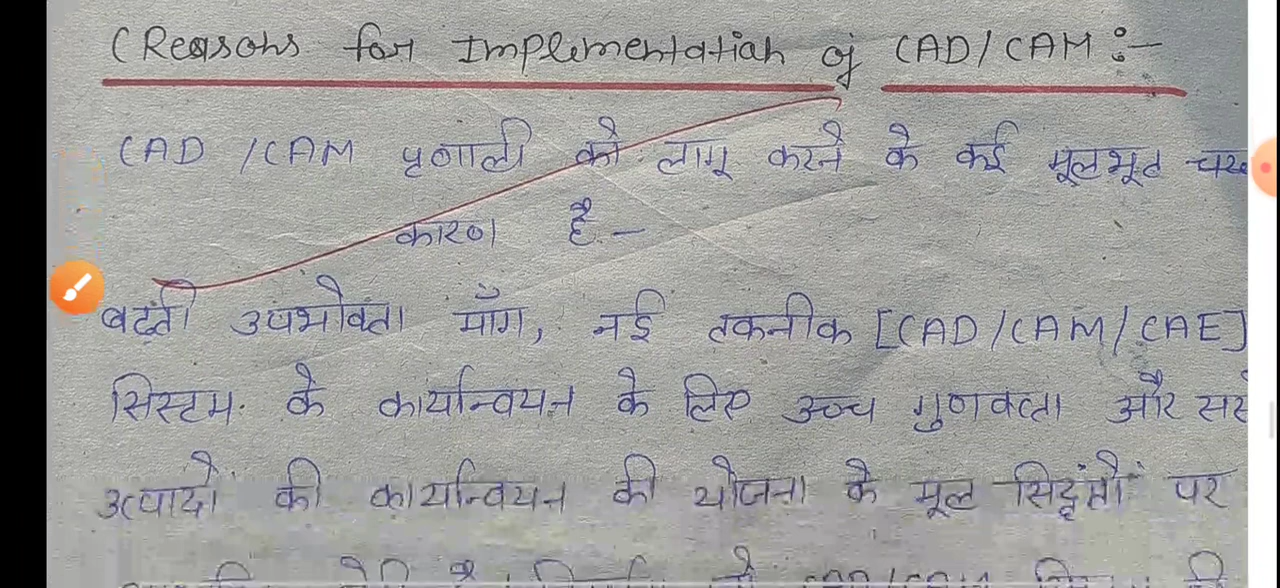 (Reasons for Implementation of CAD/CAM :-
CAD /CAM प्रणाली को लागू करने के कई मूलभूत
कारण है -
बढ़ती उपभोक्ता माँग, नई तकनीक [CAD/CAM/CAE]
सिस्टम के कार्यान्वयन के लिए उच्च गुणवत्ता और
उत्पादो की कार्यान्वयन की योजना के मूल सिद्धांतों पर